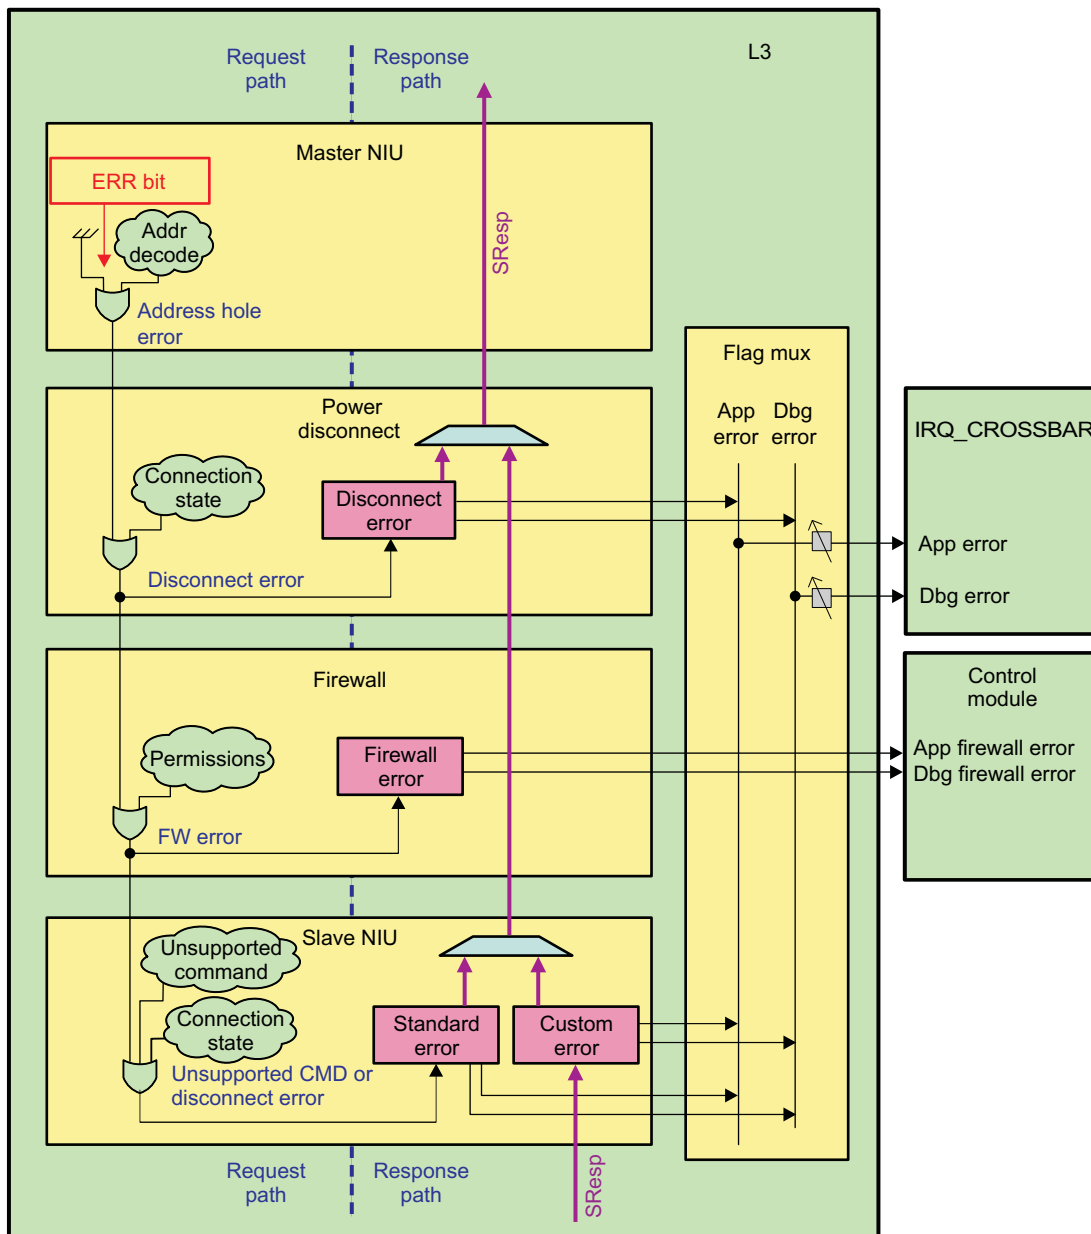 L3
Request
path
Response
path
Master NIU
ERR bit
Addr
decode
Address hole
error
SResp
Flag mux
App
error
Dbg
error
Power
disconnect
Connection
state
Disconnect
error
Disconnect error
IRQ_CROSSBAR
App error
Dbg error
Firewall
Permissions
Firewall
error
FW error
Control
module
App firewall error
Dbg firewall error
Slave NIU
Unsupported
command
Connection
state
Standard
error
Custom
error
Unsupported CMD or
disconnect error
Request
path
Response
path
SResp